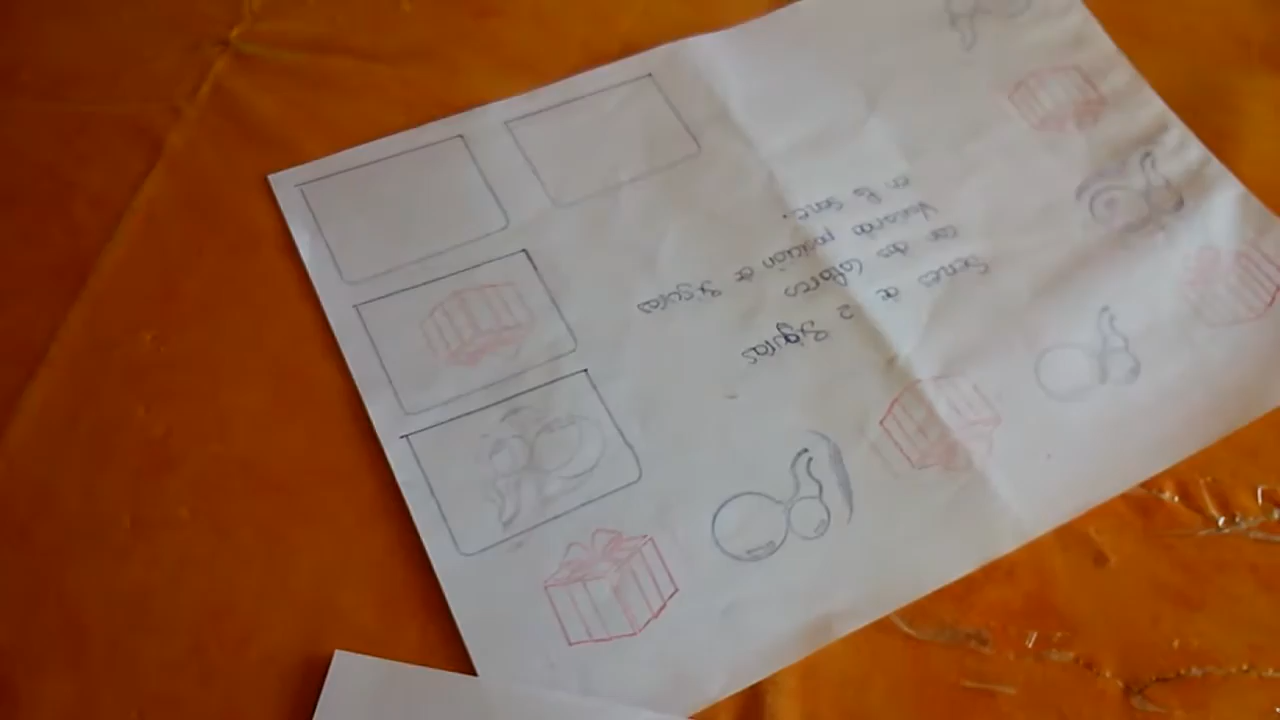 Series de 2 figuras
con dos colores
Variando posición de figuras
en la serie.